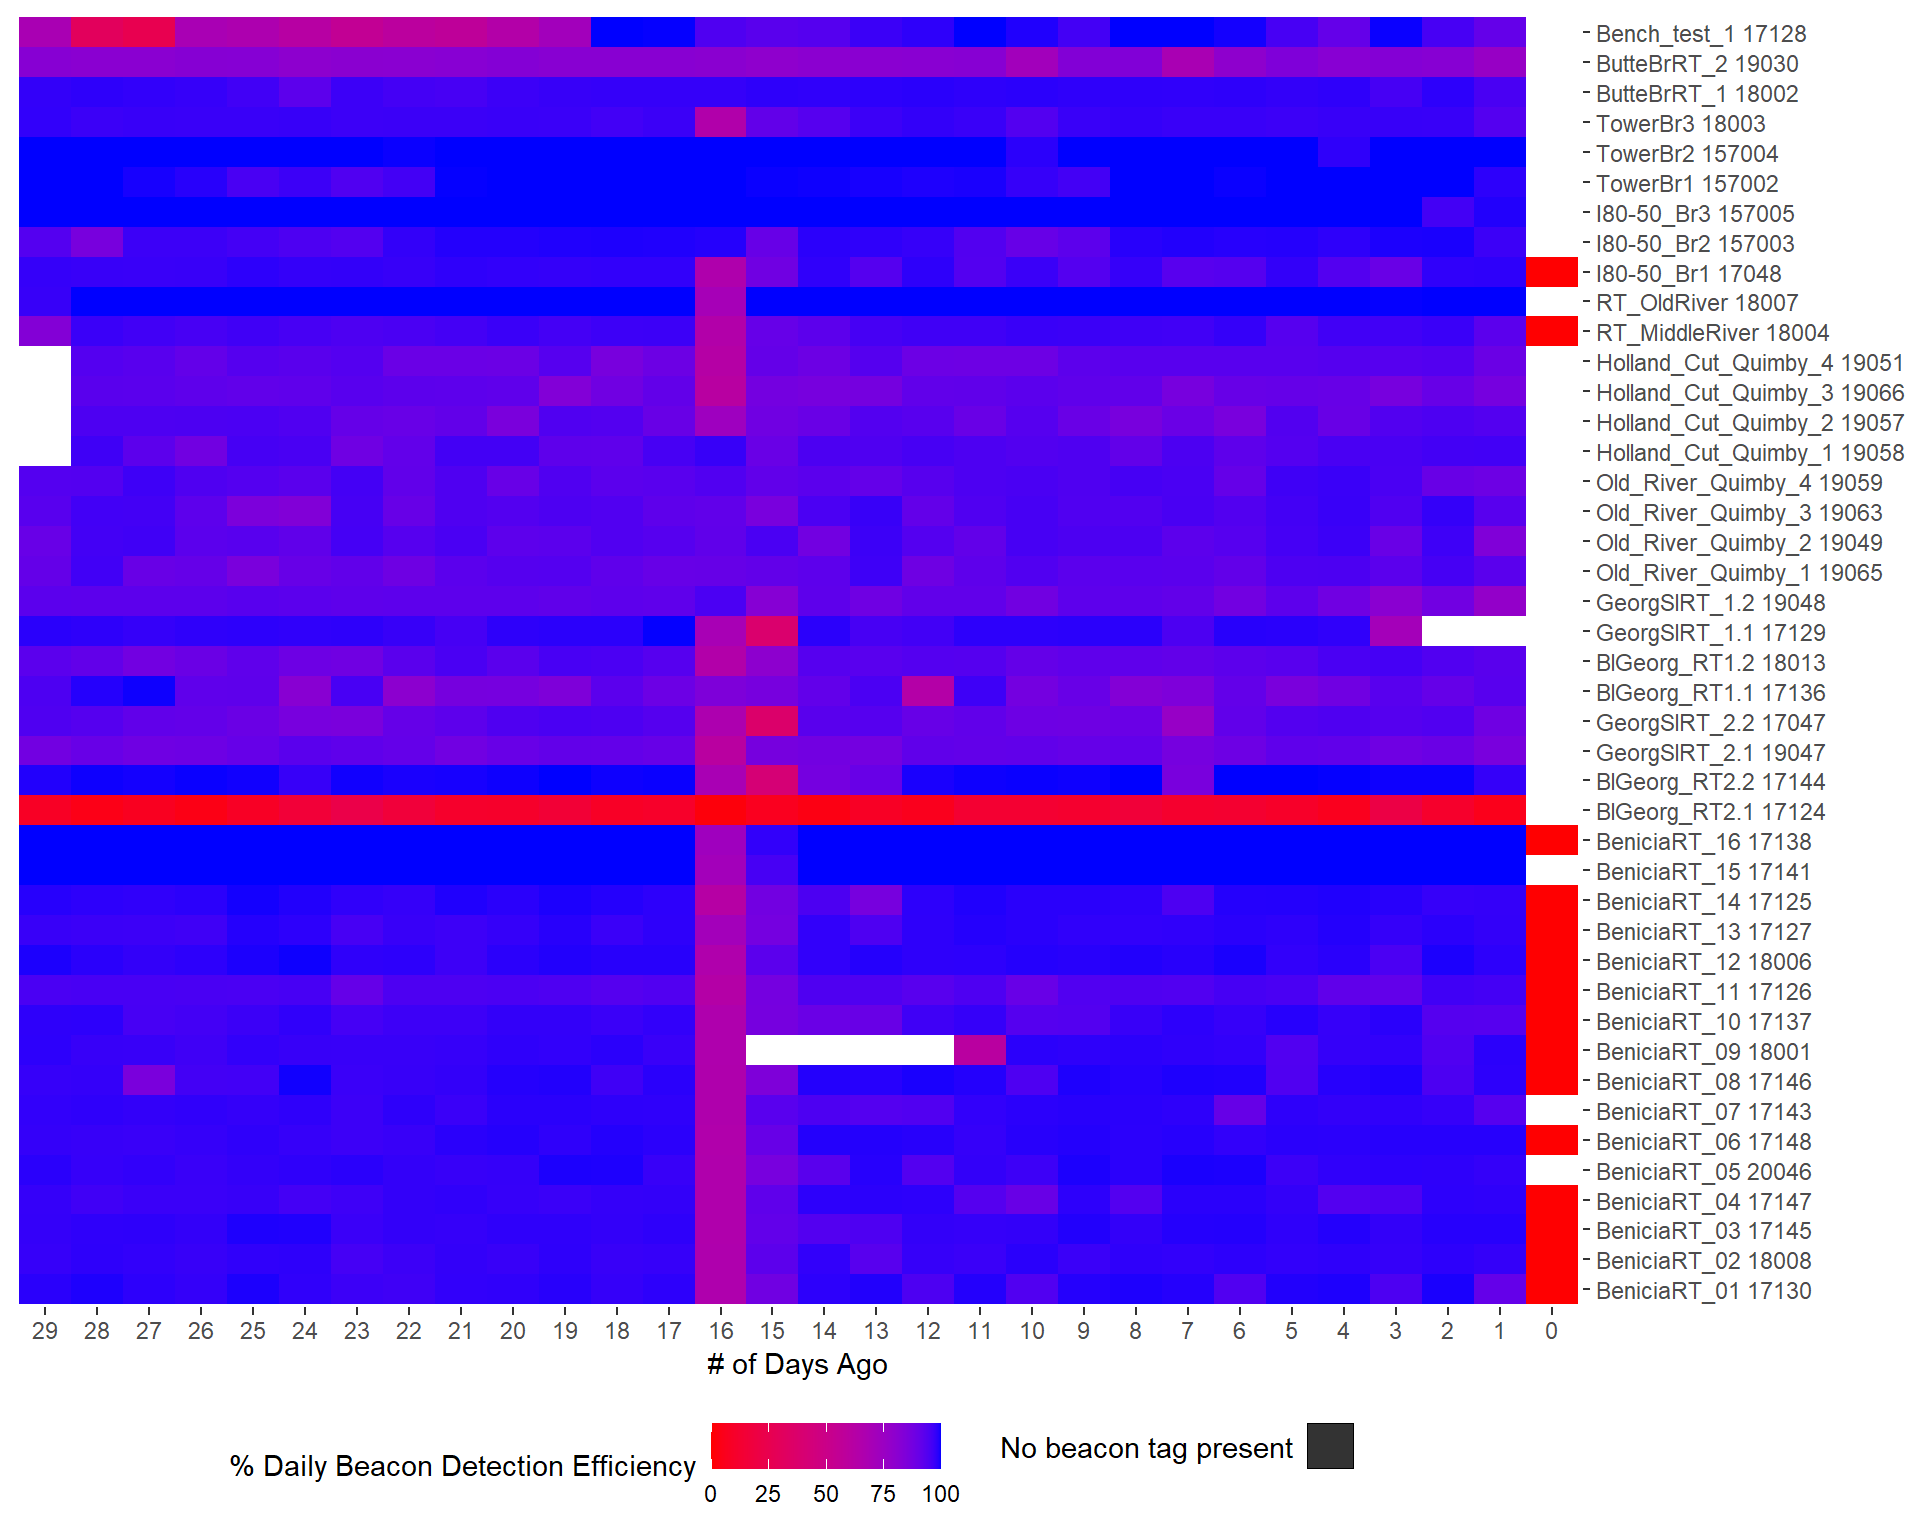 Bench_test_1 17128
ButteBrRT_2 19030
ButteBrRT_1 18002
TowerBr3 18003
TowerBr2 157004
TowerBr1 157002
I80-50_Br3 157005
I80-50_Br2 157003
I80-50_Br1 17048
RT_OldRiver 18007
RT_MiddleRiver 18004
Holland_Cut_Quimby_4 19051
Holland_Cut_Quimby_3 19066
Holland_Cut_Quimby_2 19057
Holland_Cut_Quimby_1 19058
Old_River_Quimby_4 19059
Old_River_Quimby_3 19063
Old_River_Quimby_2 19049
Old_River_Quimby_1 19065
GeorgSlRT_1.2 19048
GeorgSlRT_1.1 17129
BlGeorg_RT1.2 18013
BlGeorg_RT1.1 17136
GeorgSlRT_2.2 17047
GeorgSlRT_2.1 19047
BlGeorg_RT2.2 17144
BlGeorg_RT2.1 17124
BeniciaRT_16 17138
BeniciaRT_15 17141
BeniciaRT_14 17125
BeniciaRT_13 17127
BeniciaRT_12 18006
BeniciaRT_11 17126
BeniciaRT_10 17137
BeniciaRT_09 18001
BeniciaRT_08 17146
BeniciaRT_07 17143
BeniciaRT_06 17148
BeniciaRT_05 20046
BeniciaRT_04 17147
BeniciaRT_03 17145
BeniciaRT_02 18008
BeniciaRT_01 17130
29 28 27 26 25 24 23 22 21 20 19 18 17 16 15 14 13 12 11 10 9 8 7 6 5 4 3 2 1 0
# of Days Ago
% Daily Beacon Detection Efficiency
0 25 50 75 100
No beacon tag present